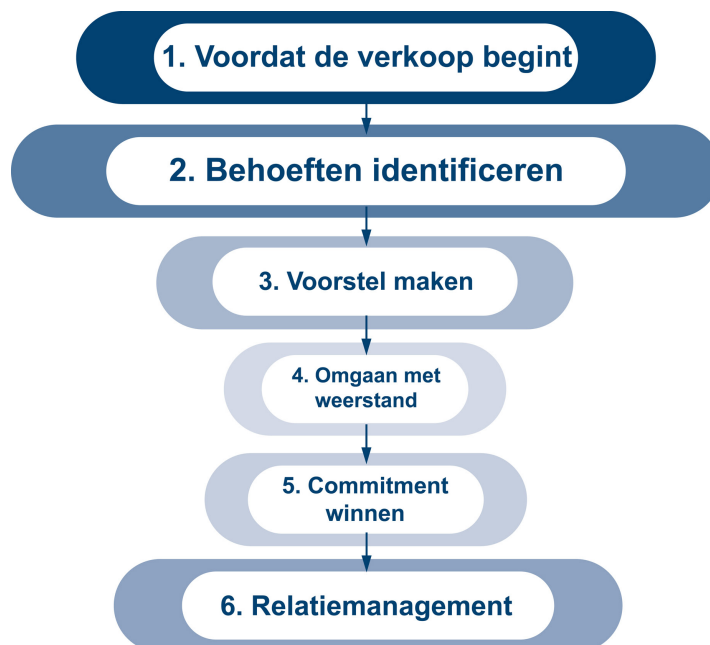 1. Voordat de verkoop begint
2. Behoeften identificeren
3. Voorstel maken
4. Omgaan met
weerstand
5. Commitment
winnen
6. Relatiemanagement